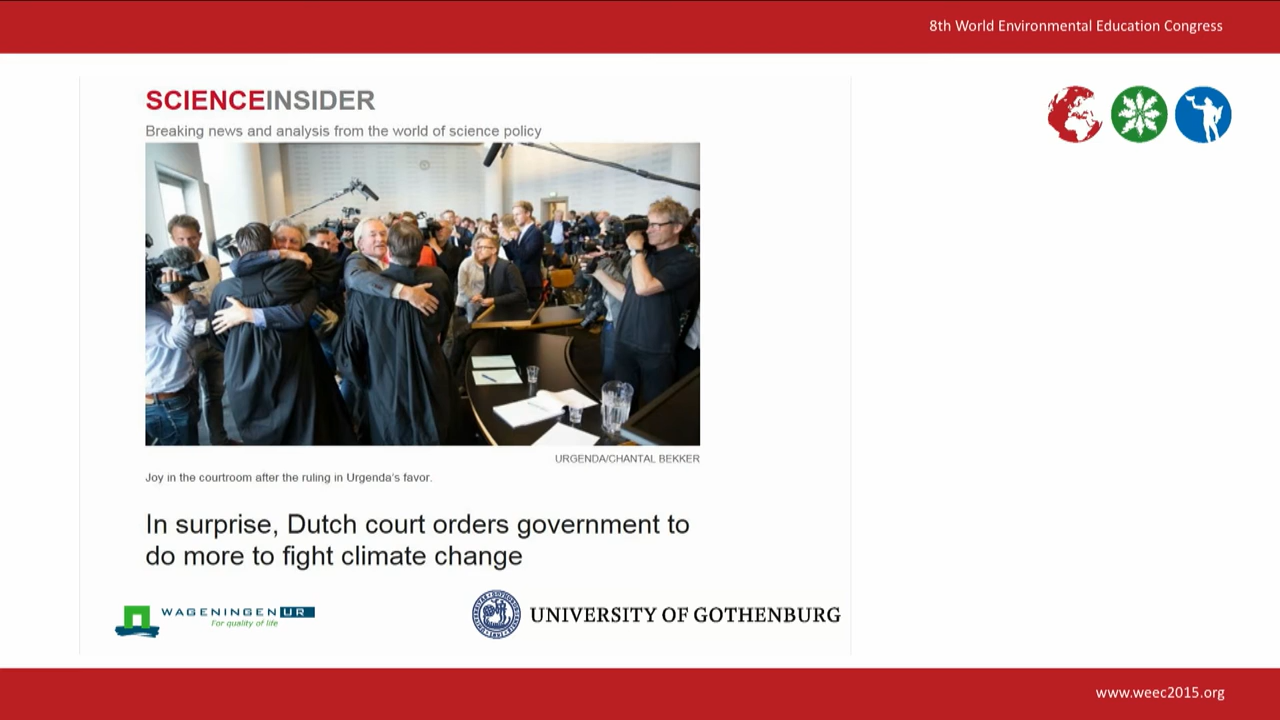 8th World Environmental Education Congress
SCIENCEINSIDER
Breaking news and analysis from the world of science policy
URGENDA/CHANTAL BEKKER
Joy in the courtroom after the ruling in Urgenda's favor.
In surprise, Dutch court orders government to
do more to fight climate change
WAGENINGEN UR
For quality of life
UNIVERSITY OF GOTHENBURG
www.weec2015.org